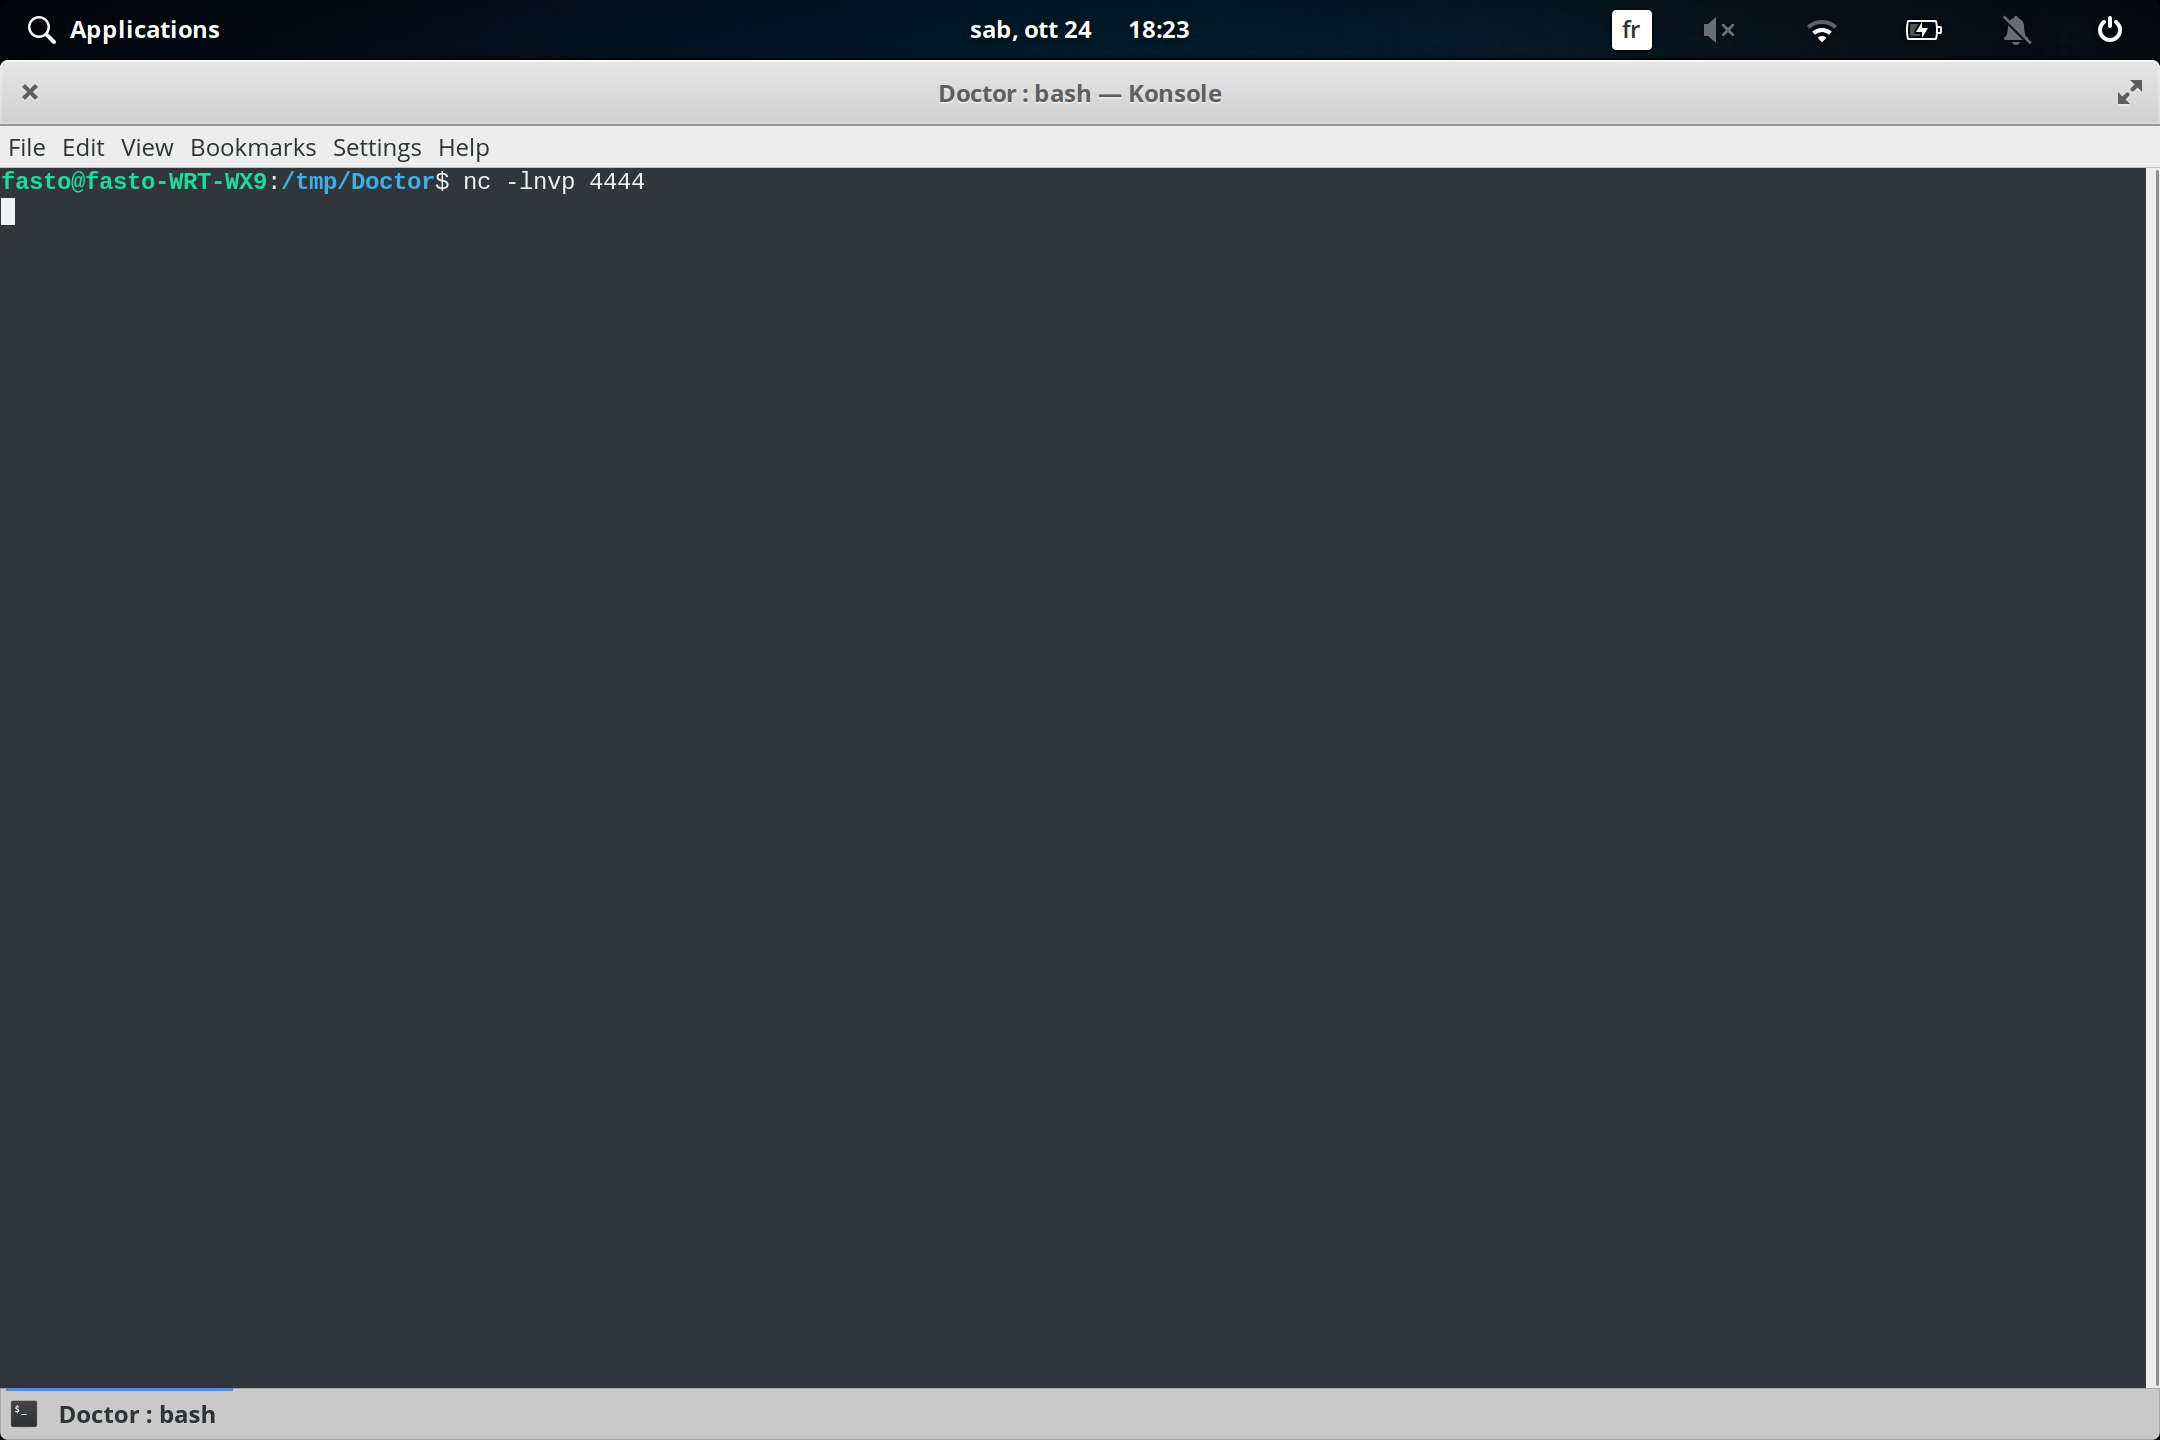 Applications
sab, ott 24 18:23
fr
Doctor : bash — Konsole
File Edit View Bookmarks Settings Help
fasto@fasto-WRT-WX9:/tmp/Doctor$ nc -lnvp 4444
$_
Doctor : bash